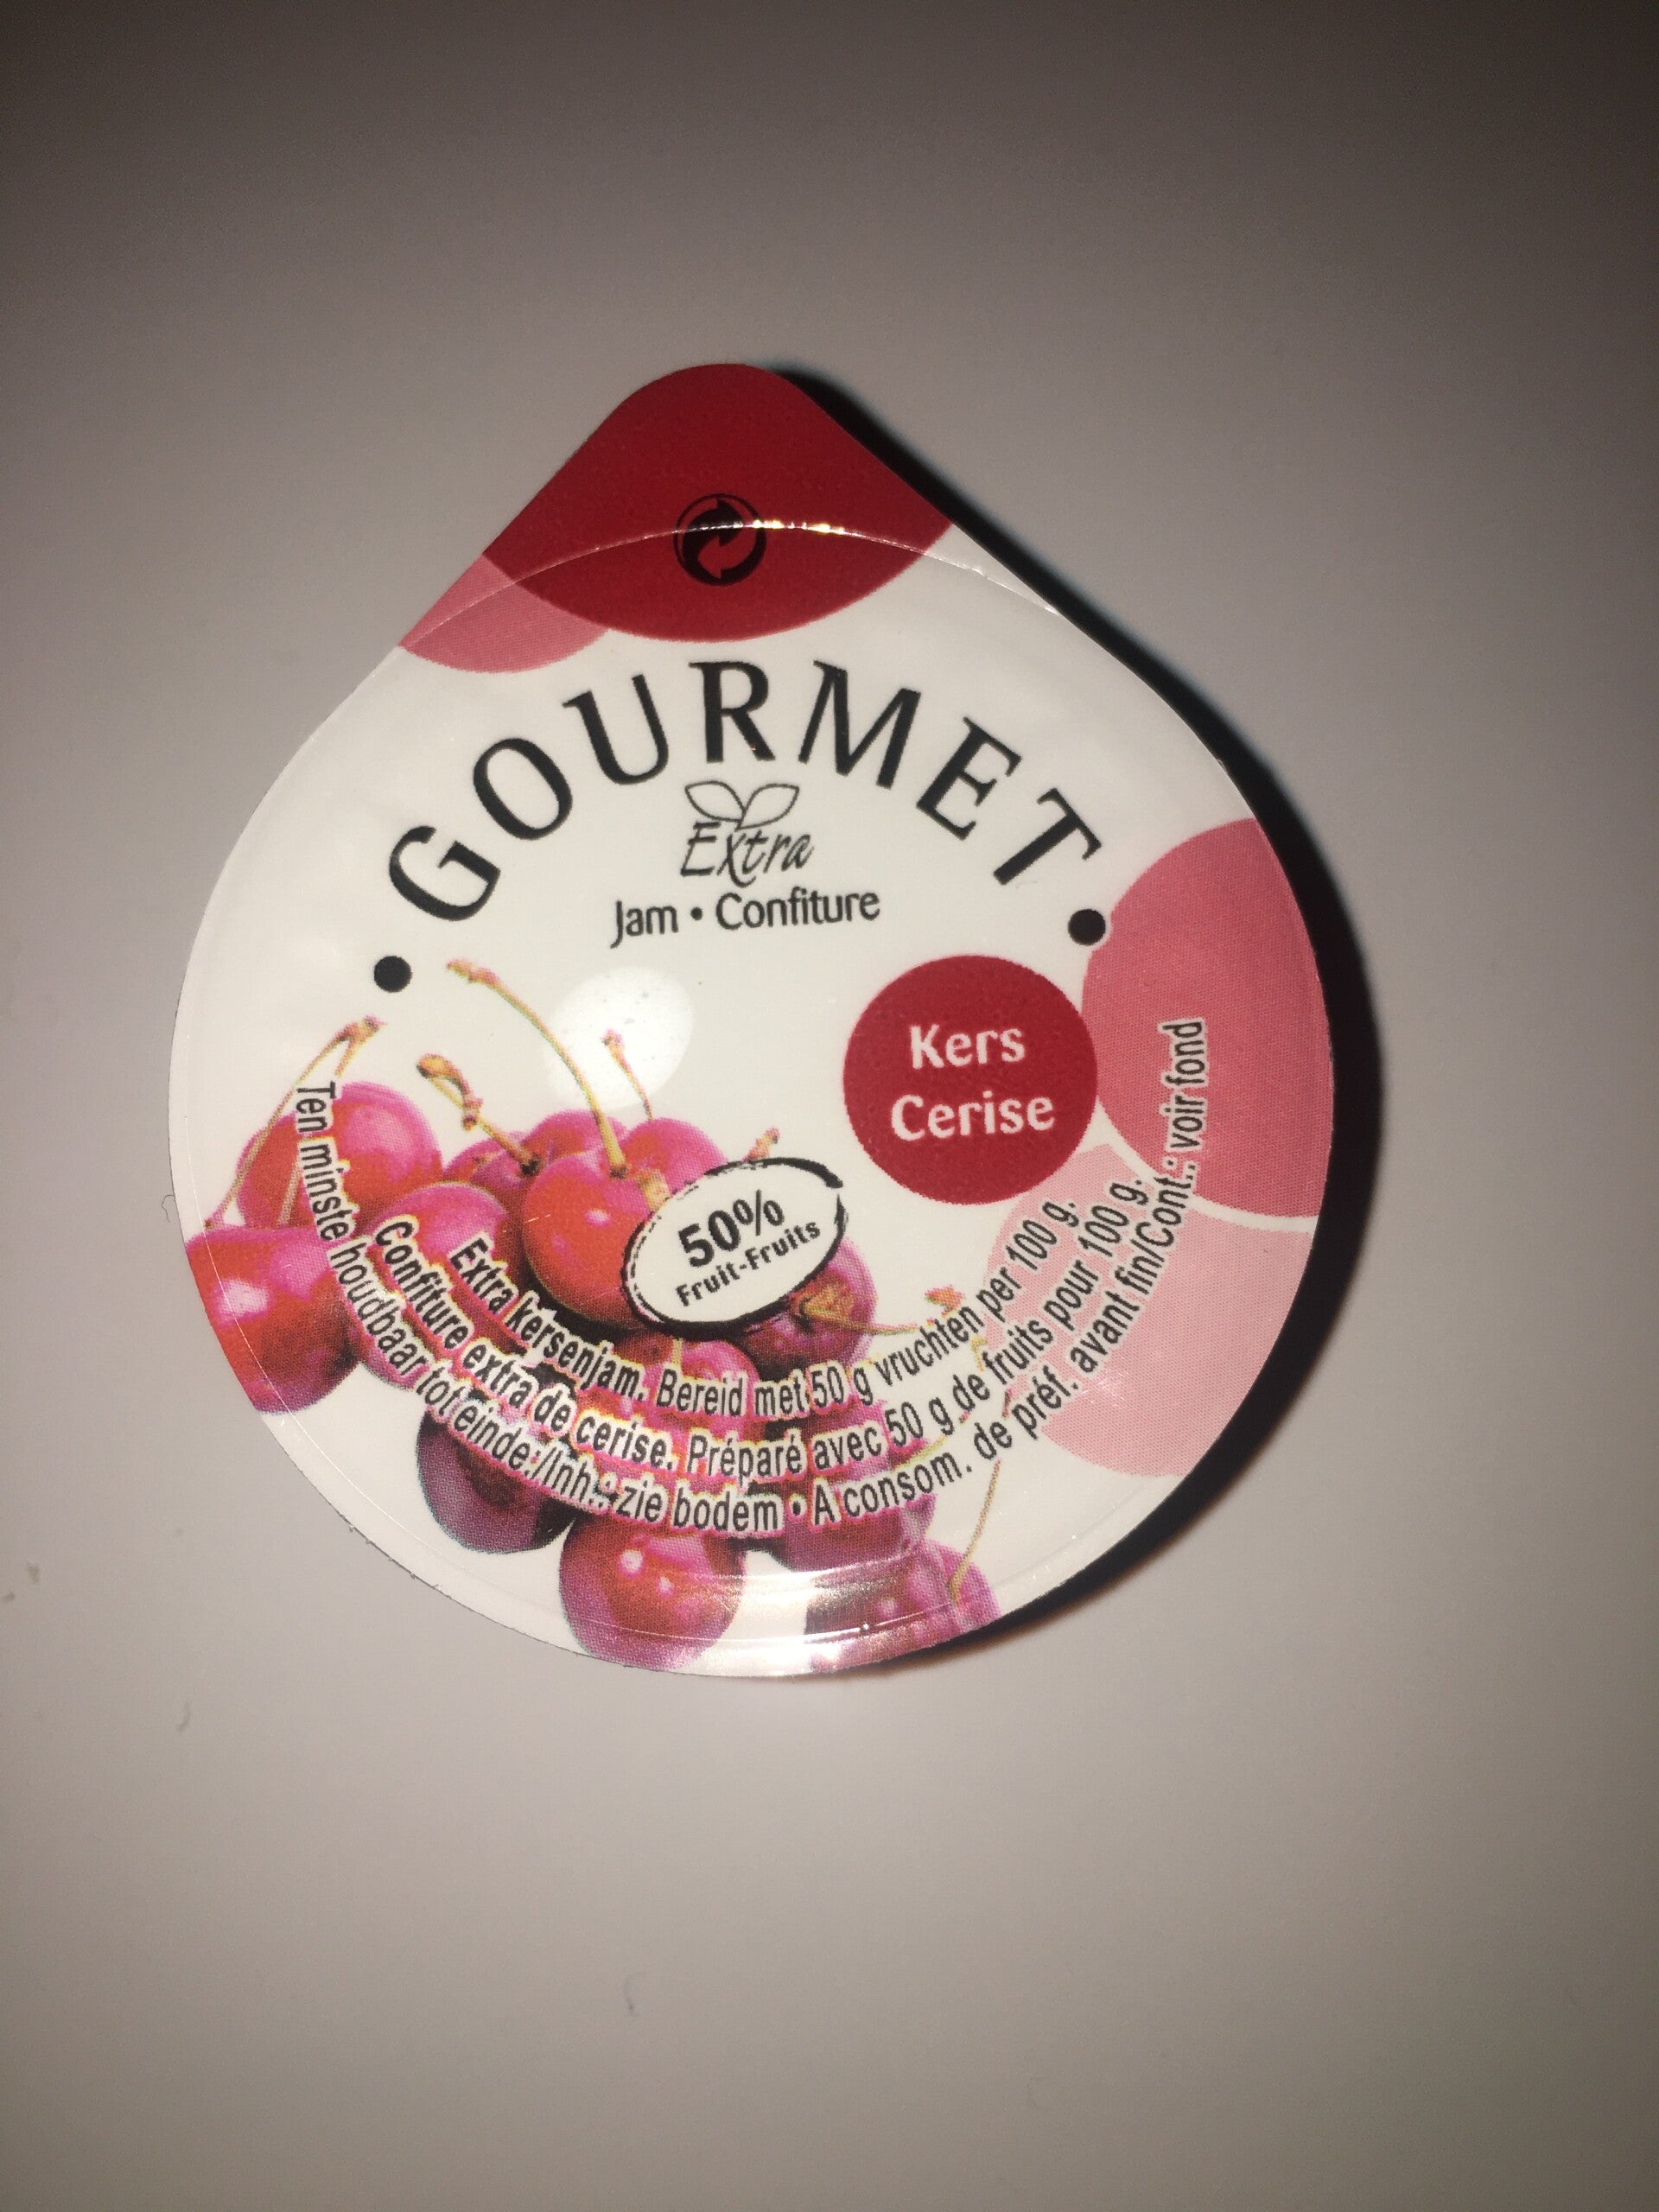 • GOURMET •
Extra
Jam • Confiture
Kers
Cerise
50%
Fruit-Fruits
Extra kersenjam. Bereid met 50 g vruchten per 100 g.
Confiture extra de cerise. Préparé avec 50 g de fruits pour 100 g.
Ten minste houdbaar tot einde:/Inh.: zie bodem • A consom. de préf. avant fin/Cont.: voir fond